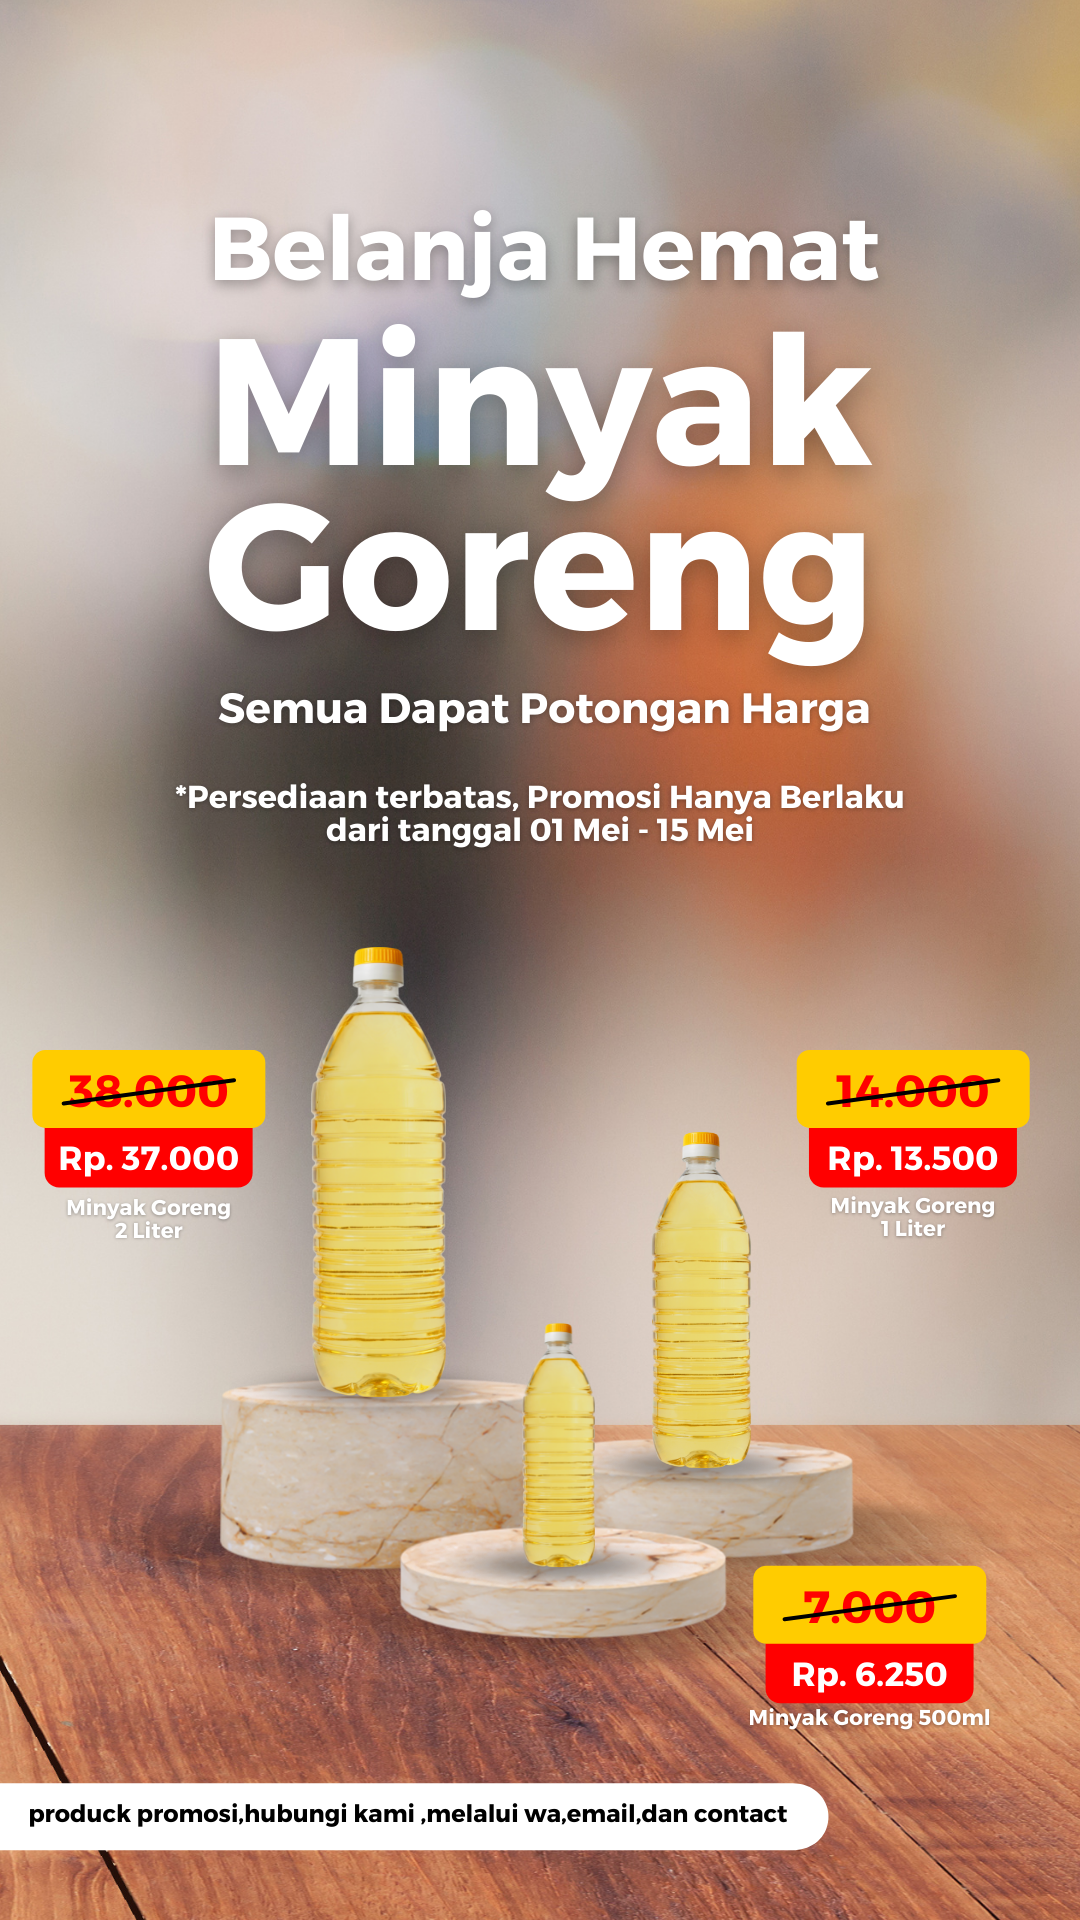 Belanja Hemat
Minyak
Goreng
Semua Dapat Potongan Harga
*Persediaan terbatas, Promosi Hanya Berlaku
dari tanggal 01 Mei - 15 Mei
38.000
Rp. 37.000
Minyak Goreng
2 Liter
14.000
Rp. 13.500
Minyak Goreng
1 Liter
7.000
Rp. 6.250
Minyak Goreng 500ml
produck promosi,hubungi kami ,melalui wa,email,dan contact